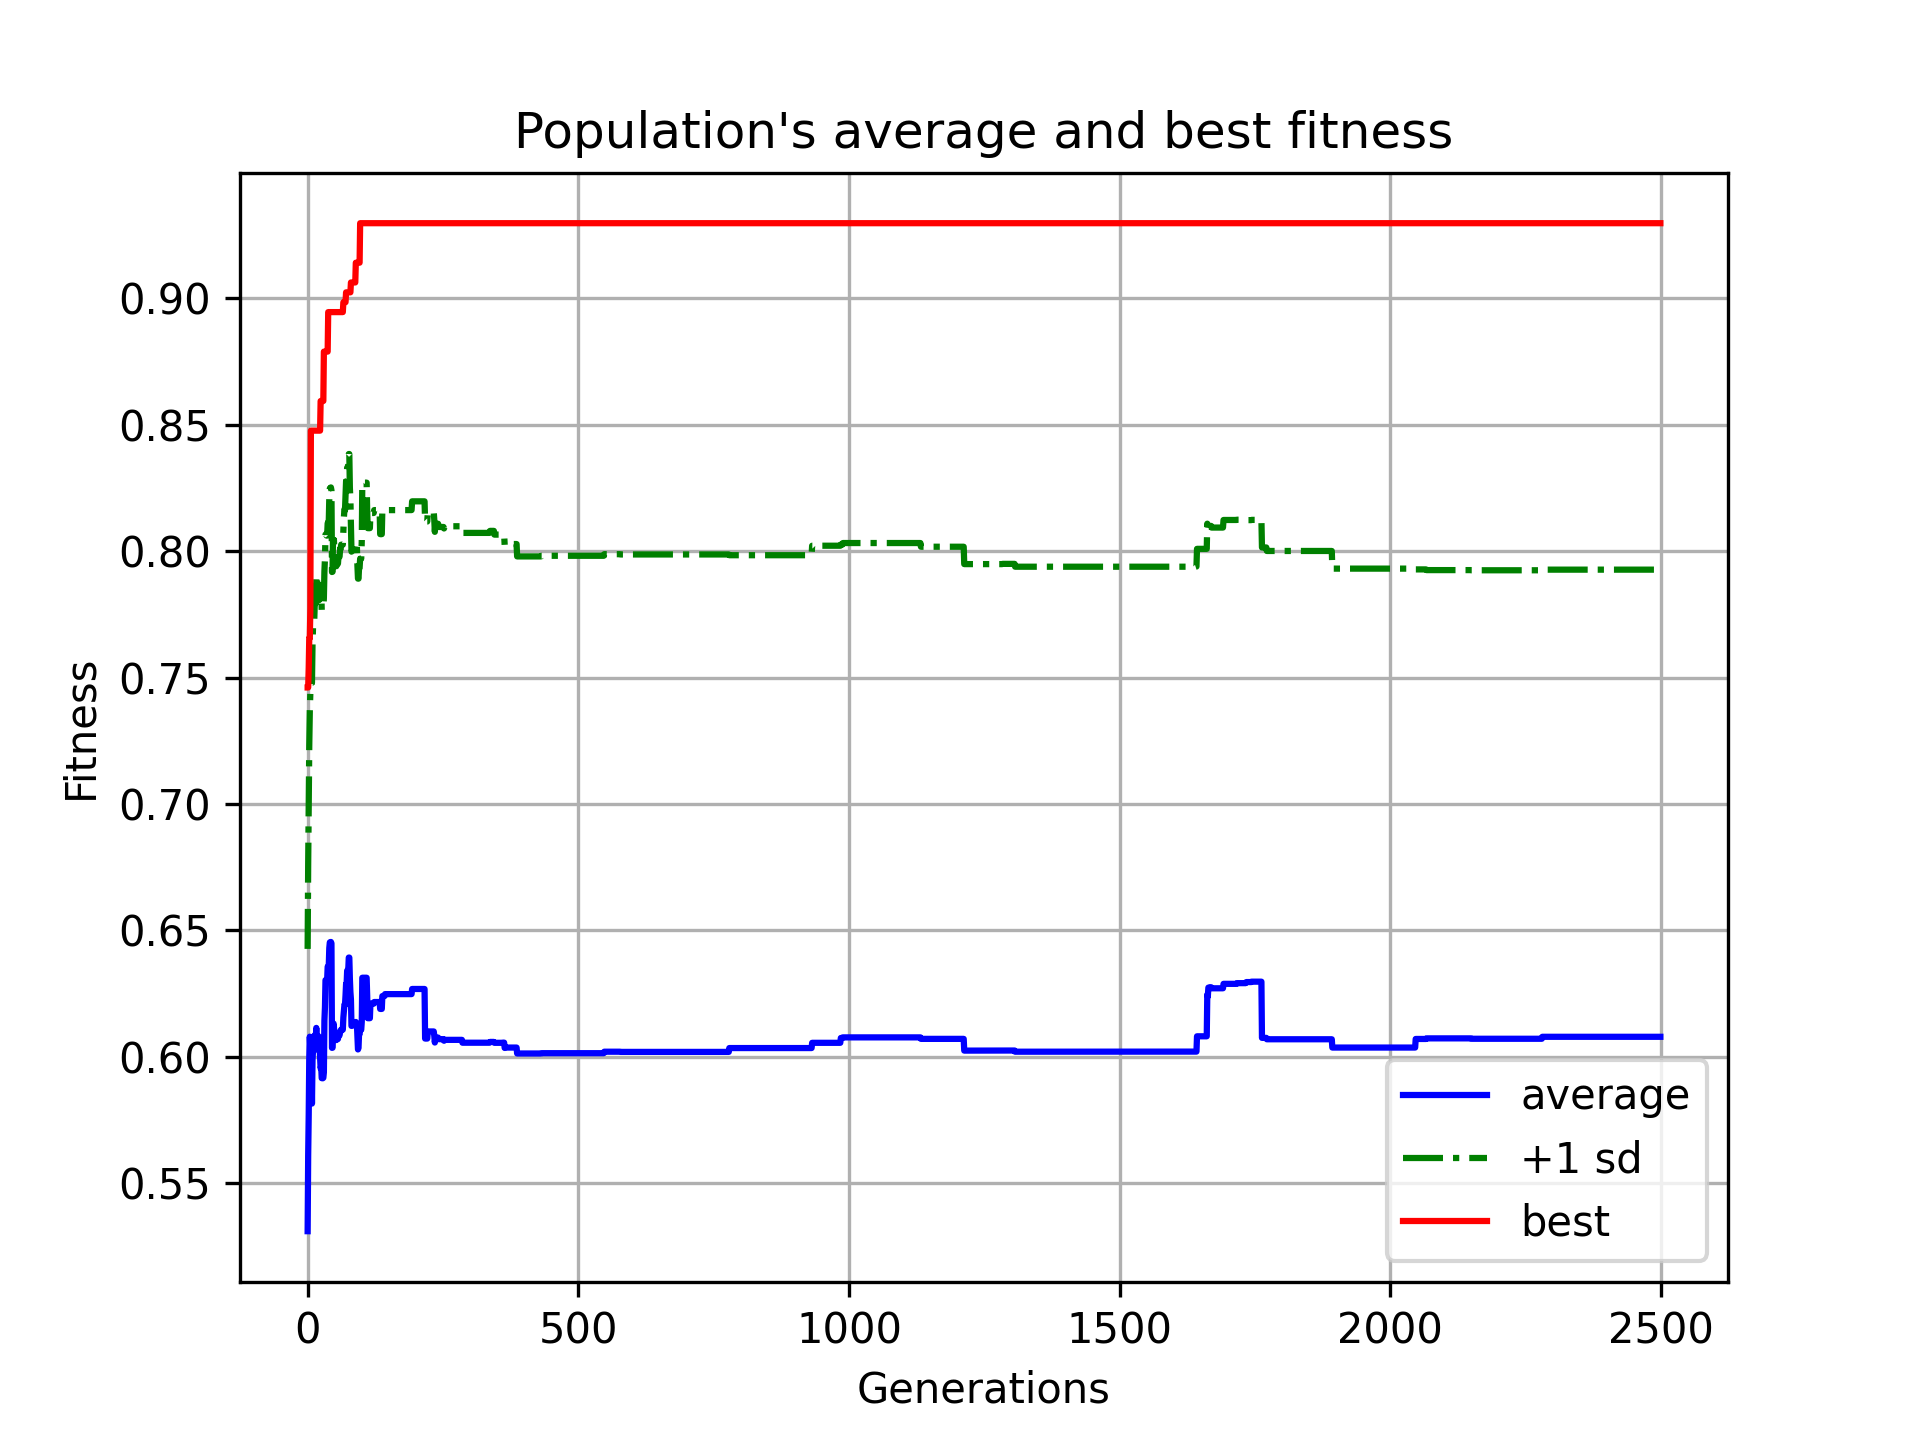 Population's average and best fitness
Fitness
0.90
0.85
0.80
0.75
0.70
0.65
0.60
0.55
average
+1 sd
best
0 500 1000 1500 2000 2500
Generations